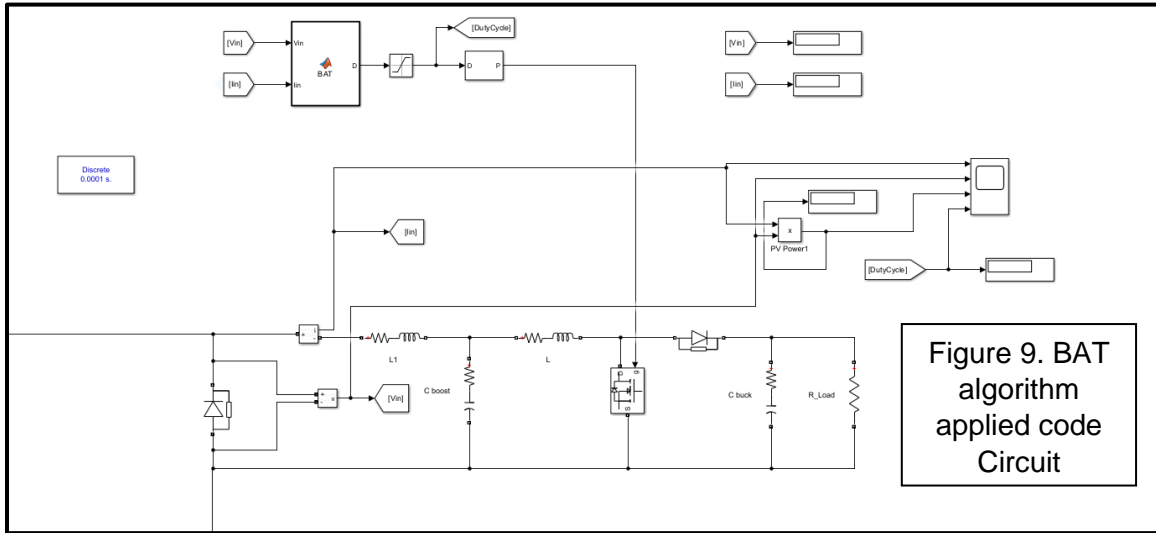 [Vin]
[Iin]
Vin
Iin
BAT
D
[DutyCycle]
D
P
[Vin]
[Iin]
Discrete
0.0001 s.
[Iin]
x
PV Power1
[DutyCycle]
+
i
-
L1
L
C boost
+
-
v
[Vin]
g
D
S
C buck
R_Load
Figure 9. BAT
algorithm
applied code
Circuit